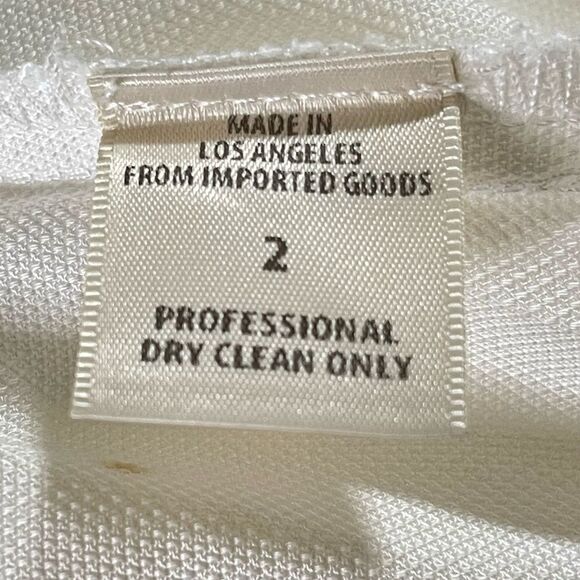 MADE IN
LOS ANGELES
FROM IMPORTED GOODS
2
PROFESSIONAL
DRY CLEAN ONLY